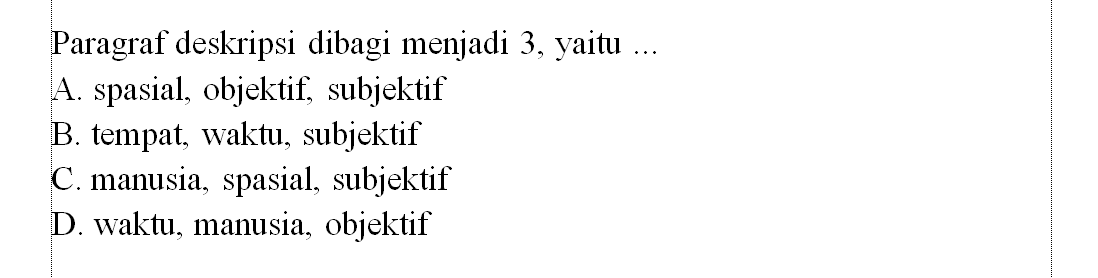 Paragraf deskripsi dibagi menjadi 3, yaitu ...
A. spasial, objektif, subjektif
B. tempat, waktu, subjektif
C. manusia, spasial, subjektif
D. waktu, manusia, objektif